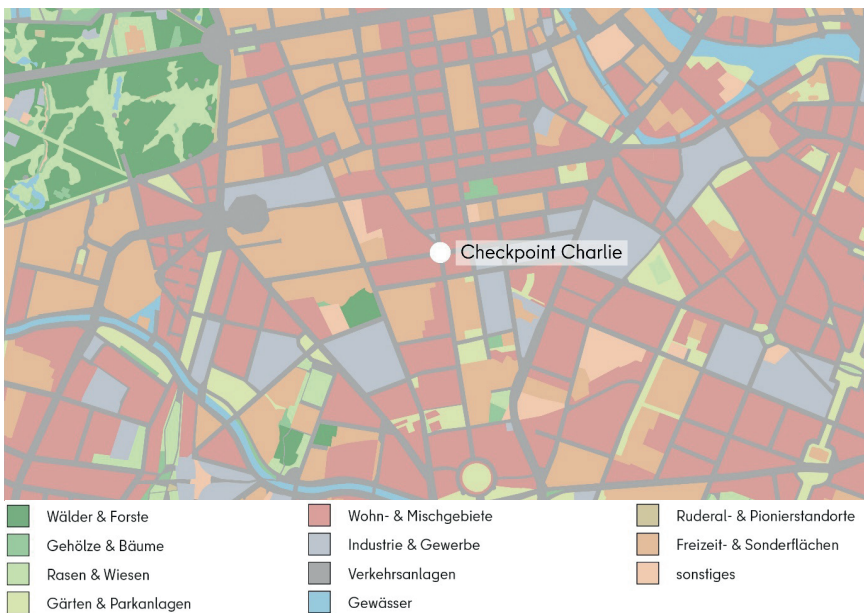 Checkpoint Charlie
Wälder & Forste
Gehölze & Bäume
Rasen & Wiesen
Gärten & Parkanlagen
Wohn- & Mischgebiete
Industrie & Gewerbe
Verkehrsanlagen
Gewässer
Ruderal- & Pionierstandorte
Freizeit- & Sonderflächen
sonstiges